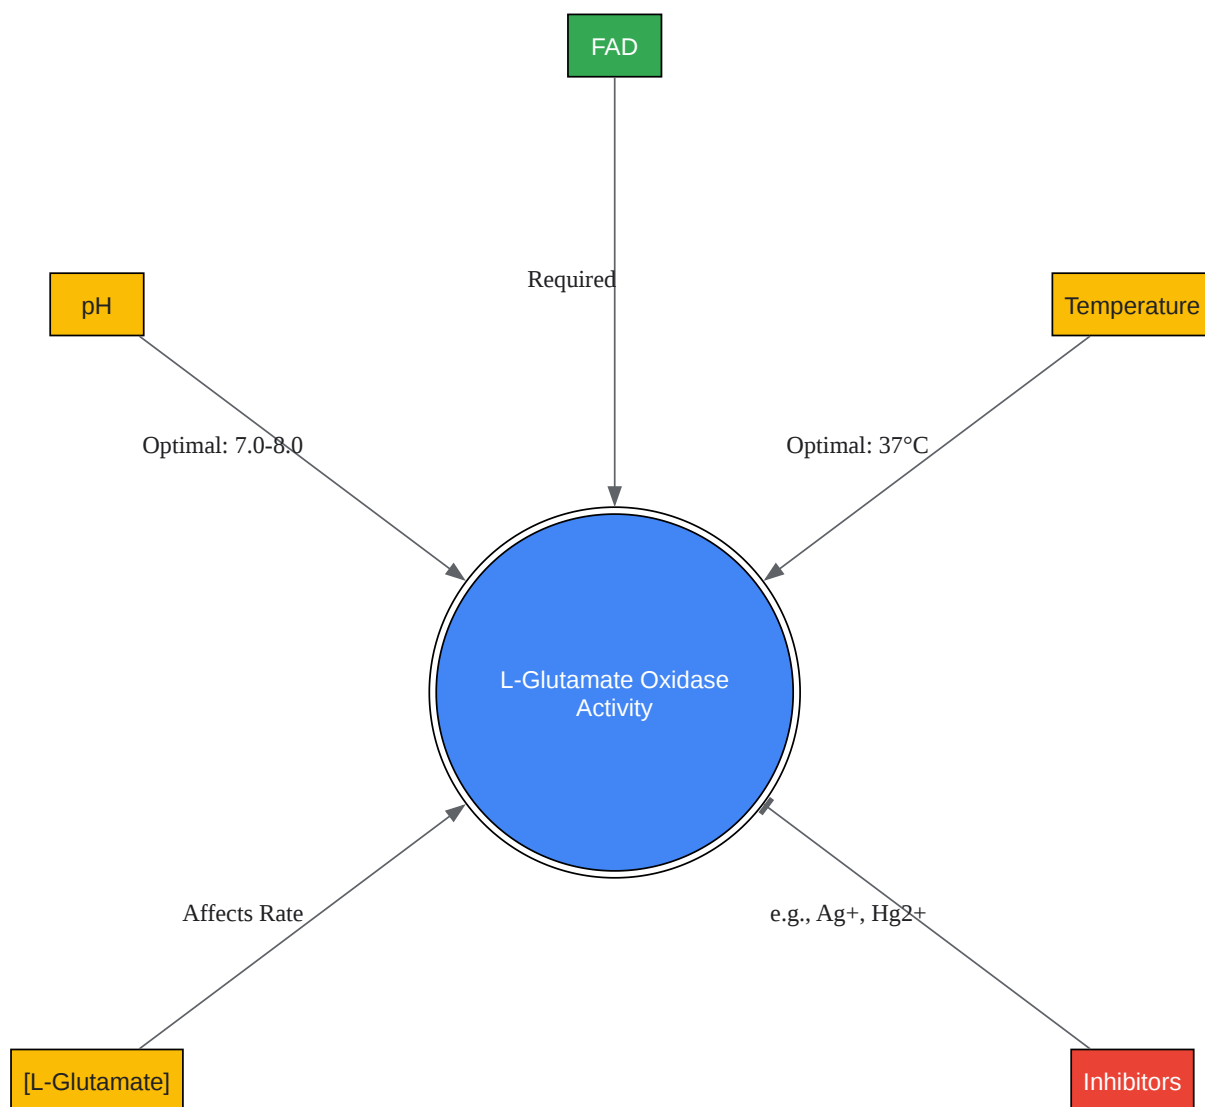 FAD
Required
pH
Temperature
Optimal: 7.0-8.0
Optimal: 37°C
L-Glutamate Oxidase
Activity
Affects Rate
e.g., Ag+, Hg2+
[L-Glutamate]
Inhibitors